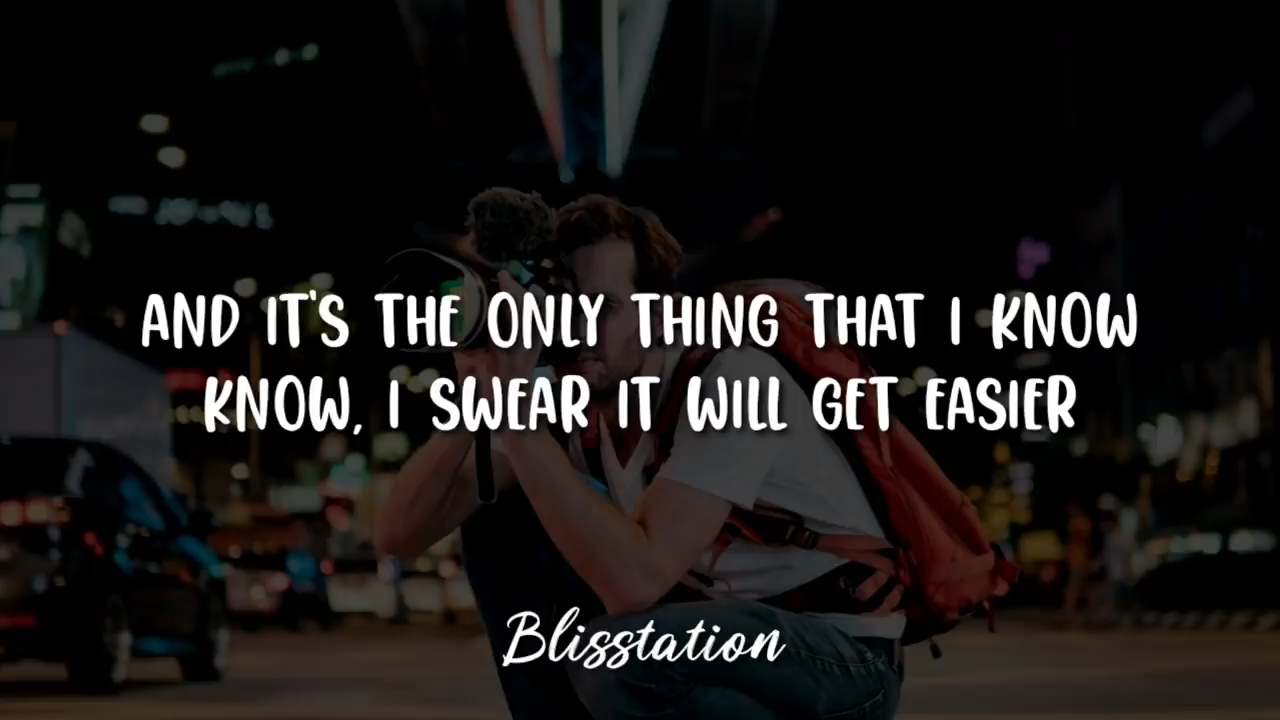 AND IT'S THE ONLY THING THAT I KNOW
KNOW, I SWEAR IT WILL GET EASIER
Blisstation